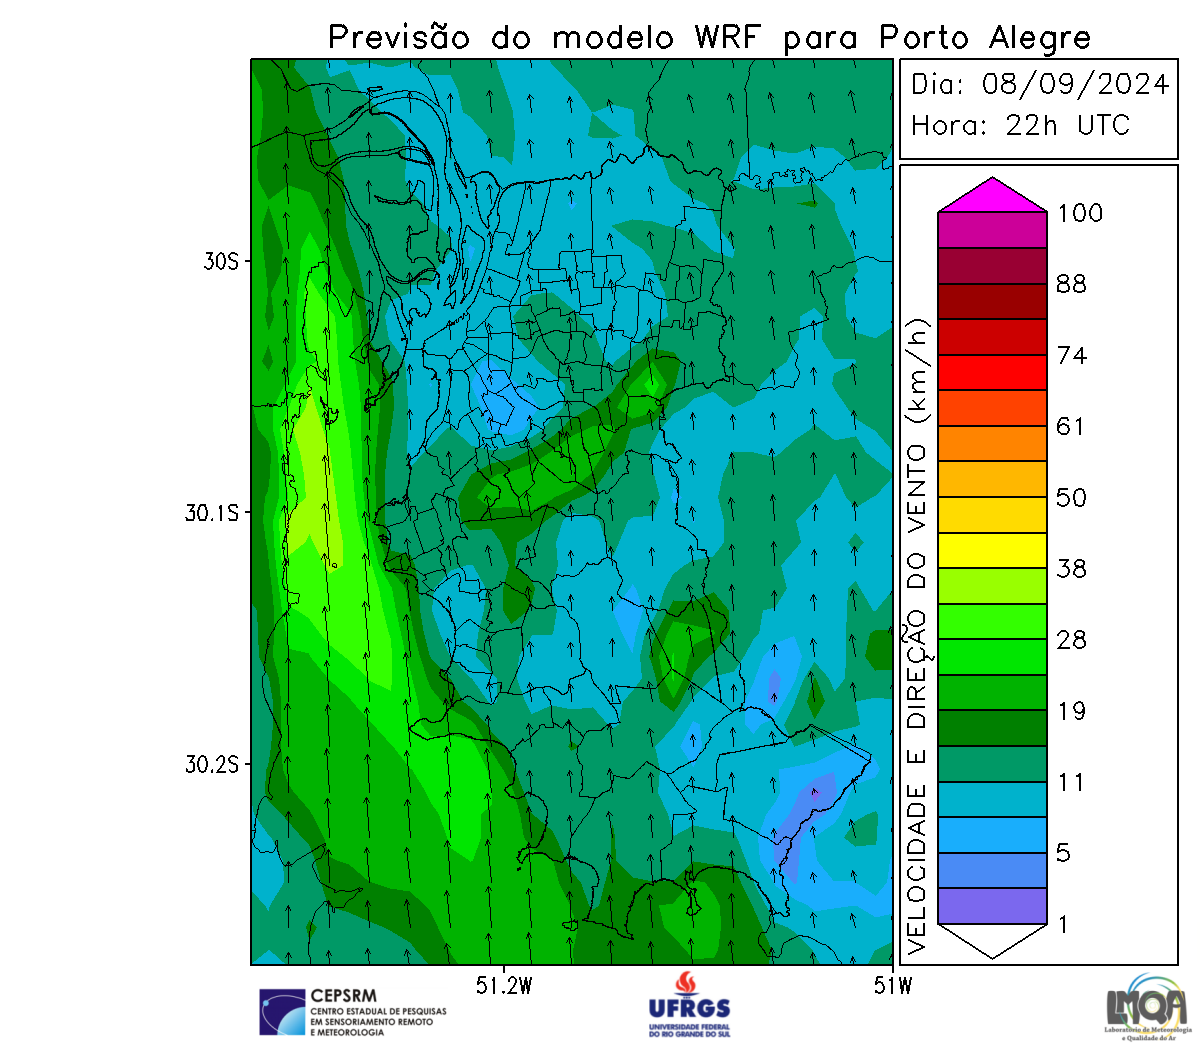 Previsão do modelo WRF para Porto Alegre
Dia: 08/09/2024
Hora: 22h UTC
VELOCIDADE E DIREÇÃO DO VENTO (km/h)
100
88
74
61
50
38
28
19
11
5
1
30S
30.1S
30.2S
51.2W
51W
CEPSRM
CENTRO ESTADUAL DE PESQUISAS
EM SENSORIAMENTO REMOTO
E METEOROLOGIA
UFRGS
UNIVERSIDADE FEDERAL
DO RIO GRANDE DO SUL
LMQA
Laboratório de Meteorologia
e Qualidade do Ar